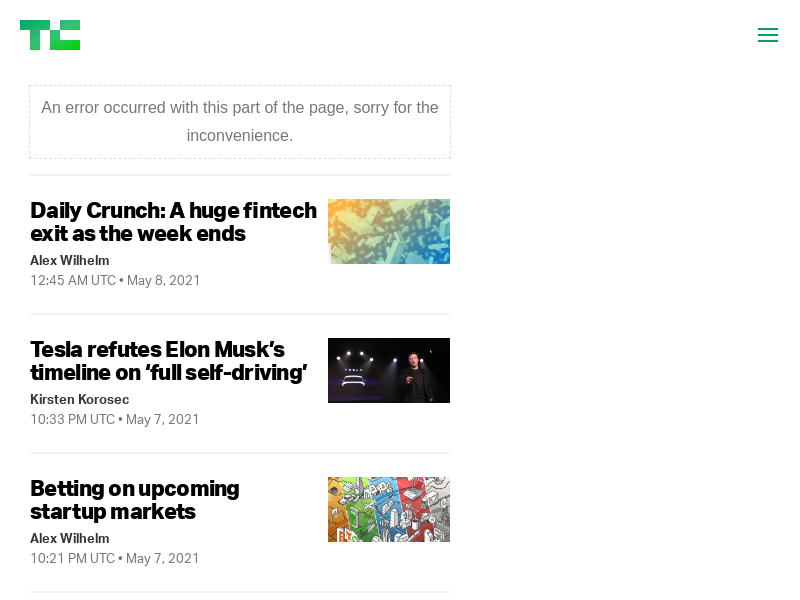 TC
An error occurred with this part of the page, sorry for the
inconvenience.
Daily Crunch: A huge fintech
exit as the week ends
Alex Wilhelm
12:45 AM UTC • May 8, 2021
Tesla refutes Elon Musk’s
timeline on ‘full self-driving’
Kirsten Korosec
10:33 PM UTC • May 7, 2021
TESLA
Betting on upcoming
startup markets
Alex Wilhelm
10:21 PM UTC • May 7, 2021